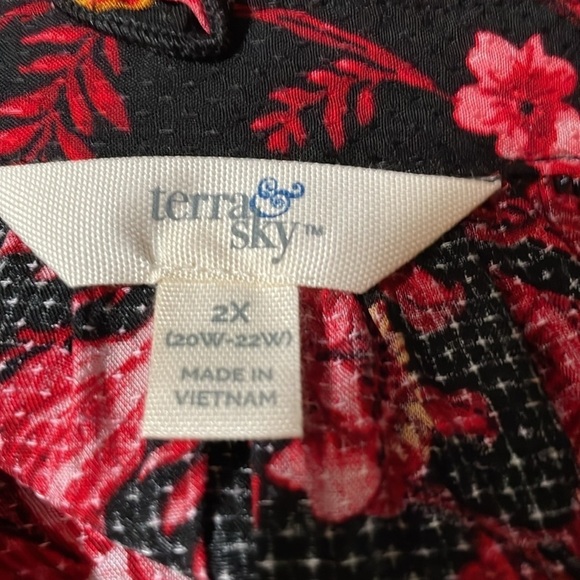 terra &
sky™
2X
(20W-22W)
MADE IN
VIETNAM